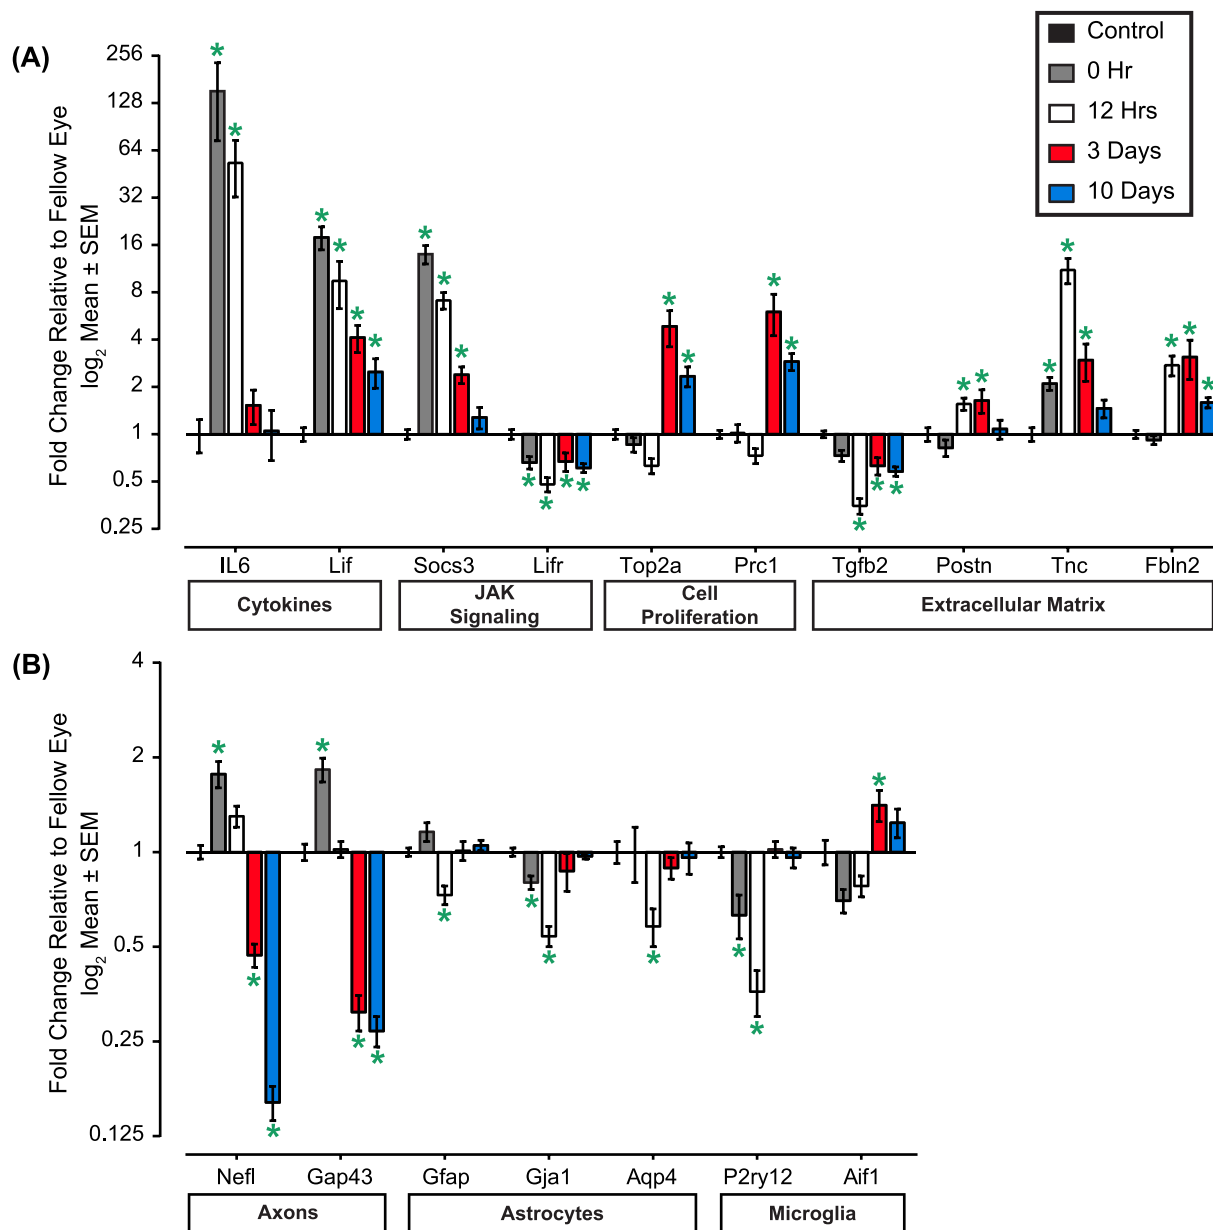 (A)
Control
0 Hr
12 Hrs
3 Days
10 Days
Fold Change Relative to Fellow Eye
log₂ Mean ± SEM
256
128
64
32
16
8
4
2
1
0.5
0.25
* * * * * * * * * * * * * * * * * * * * * * * * * * * *
IL6 Lif Socs3 Lifr Top2a Prc1 Tgfb2 Postn Tnc Fbln2
Cytokines
JAK
Signaling
Cell
Proliferation
Extracellular Matrix
(B)
Fold Change Relative to Fellow Eye
log₂ Mean ± SEM
4
2
1
0.5
0.25
0.125
* * * * * * * * * * * * *
Nefl Gap43 Gfap Gja1 Aqp4 P2ry12 Aif1
Axons
Astrocytes
Microglia